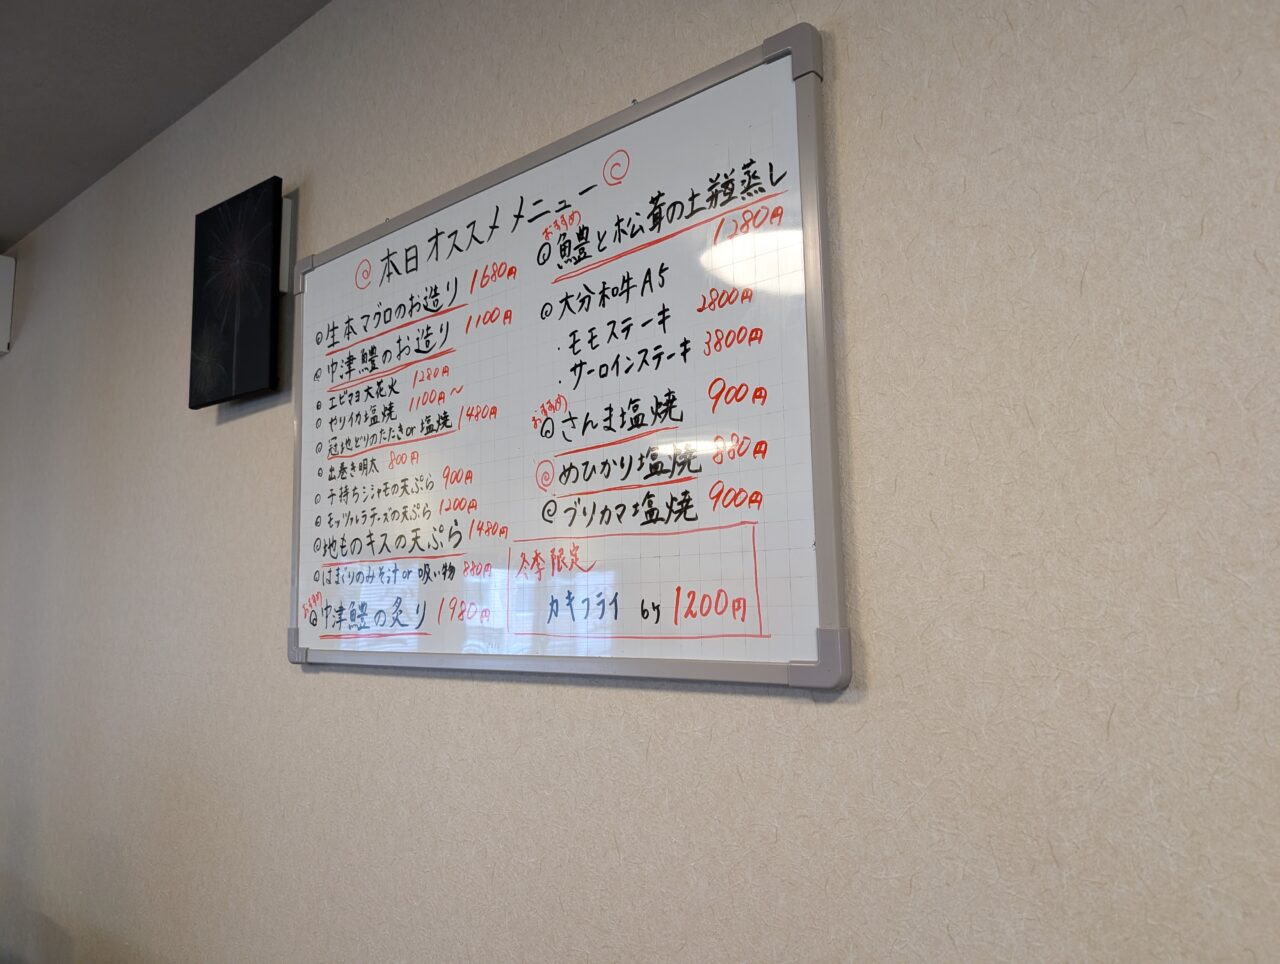 本日オススメメニュー
生本マグロのお造り 1680円
中津鱧のお造り 1100円
エビマヨ大花火 1280円
ヤリイカ塩焼 1100円～
冠地どりのたたきor塩焼 1480円
出巻き明太 800円
子持ちシシャモの天ぷら 900円
モッツァレラチーズの天ぷら 1200円
地ものキスの天ぷら 1480円
はまぐりのみそ汁or吸い物 880円
おすすめ
中津鱧の炙り 1980円
おすすめ
鱧と松茸の土瓶蒸し
1280円
大分和牛A5
・モモステーキ 2800円
・サーロインステーキ 3800円
おすすめ
さんま塩焼 900円
めひかり塩焼 880円
ブリカマ塩焼 900円
冬季限定
カキフライ 6ケ 1200円